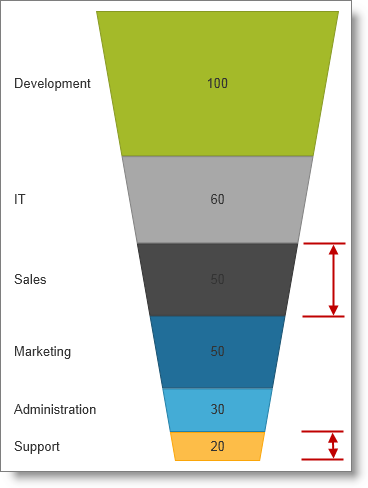 Development 100
IT 60
Sales 50
Marketing 50
Administration 30
Support 20